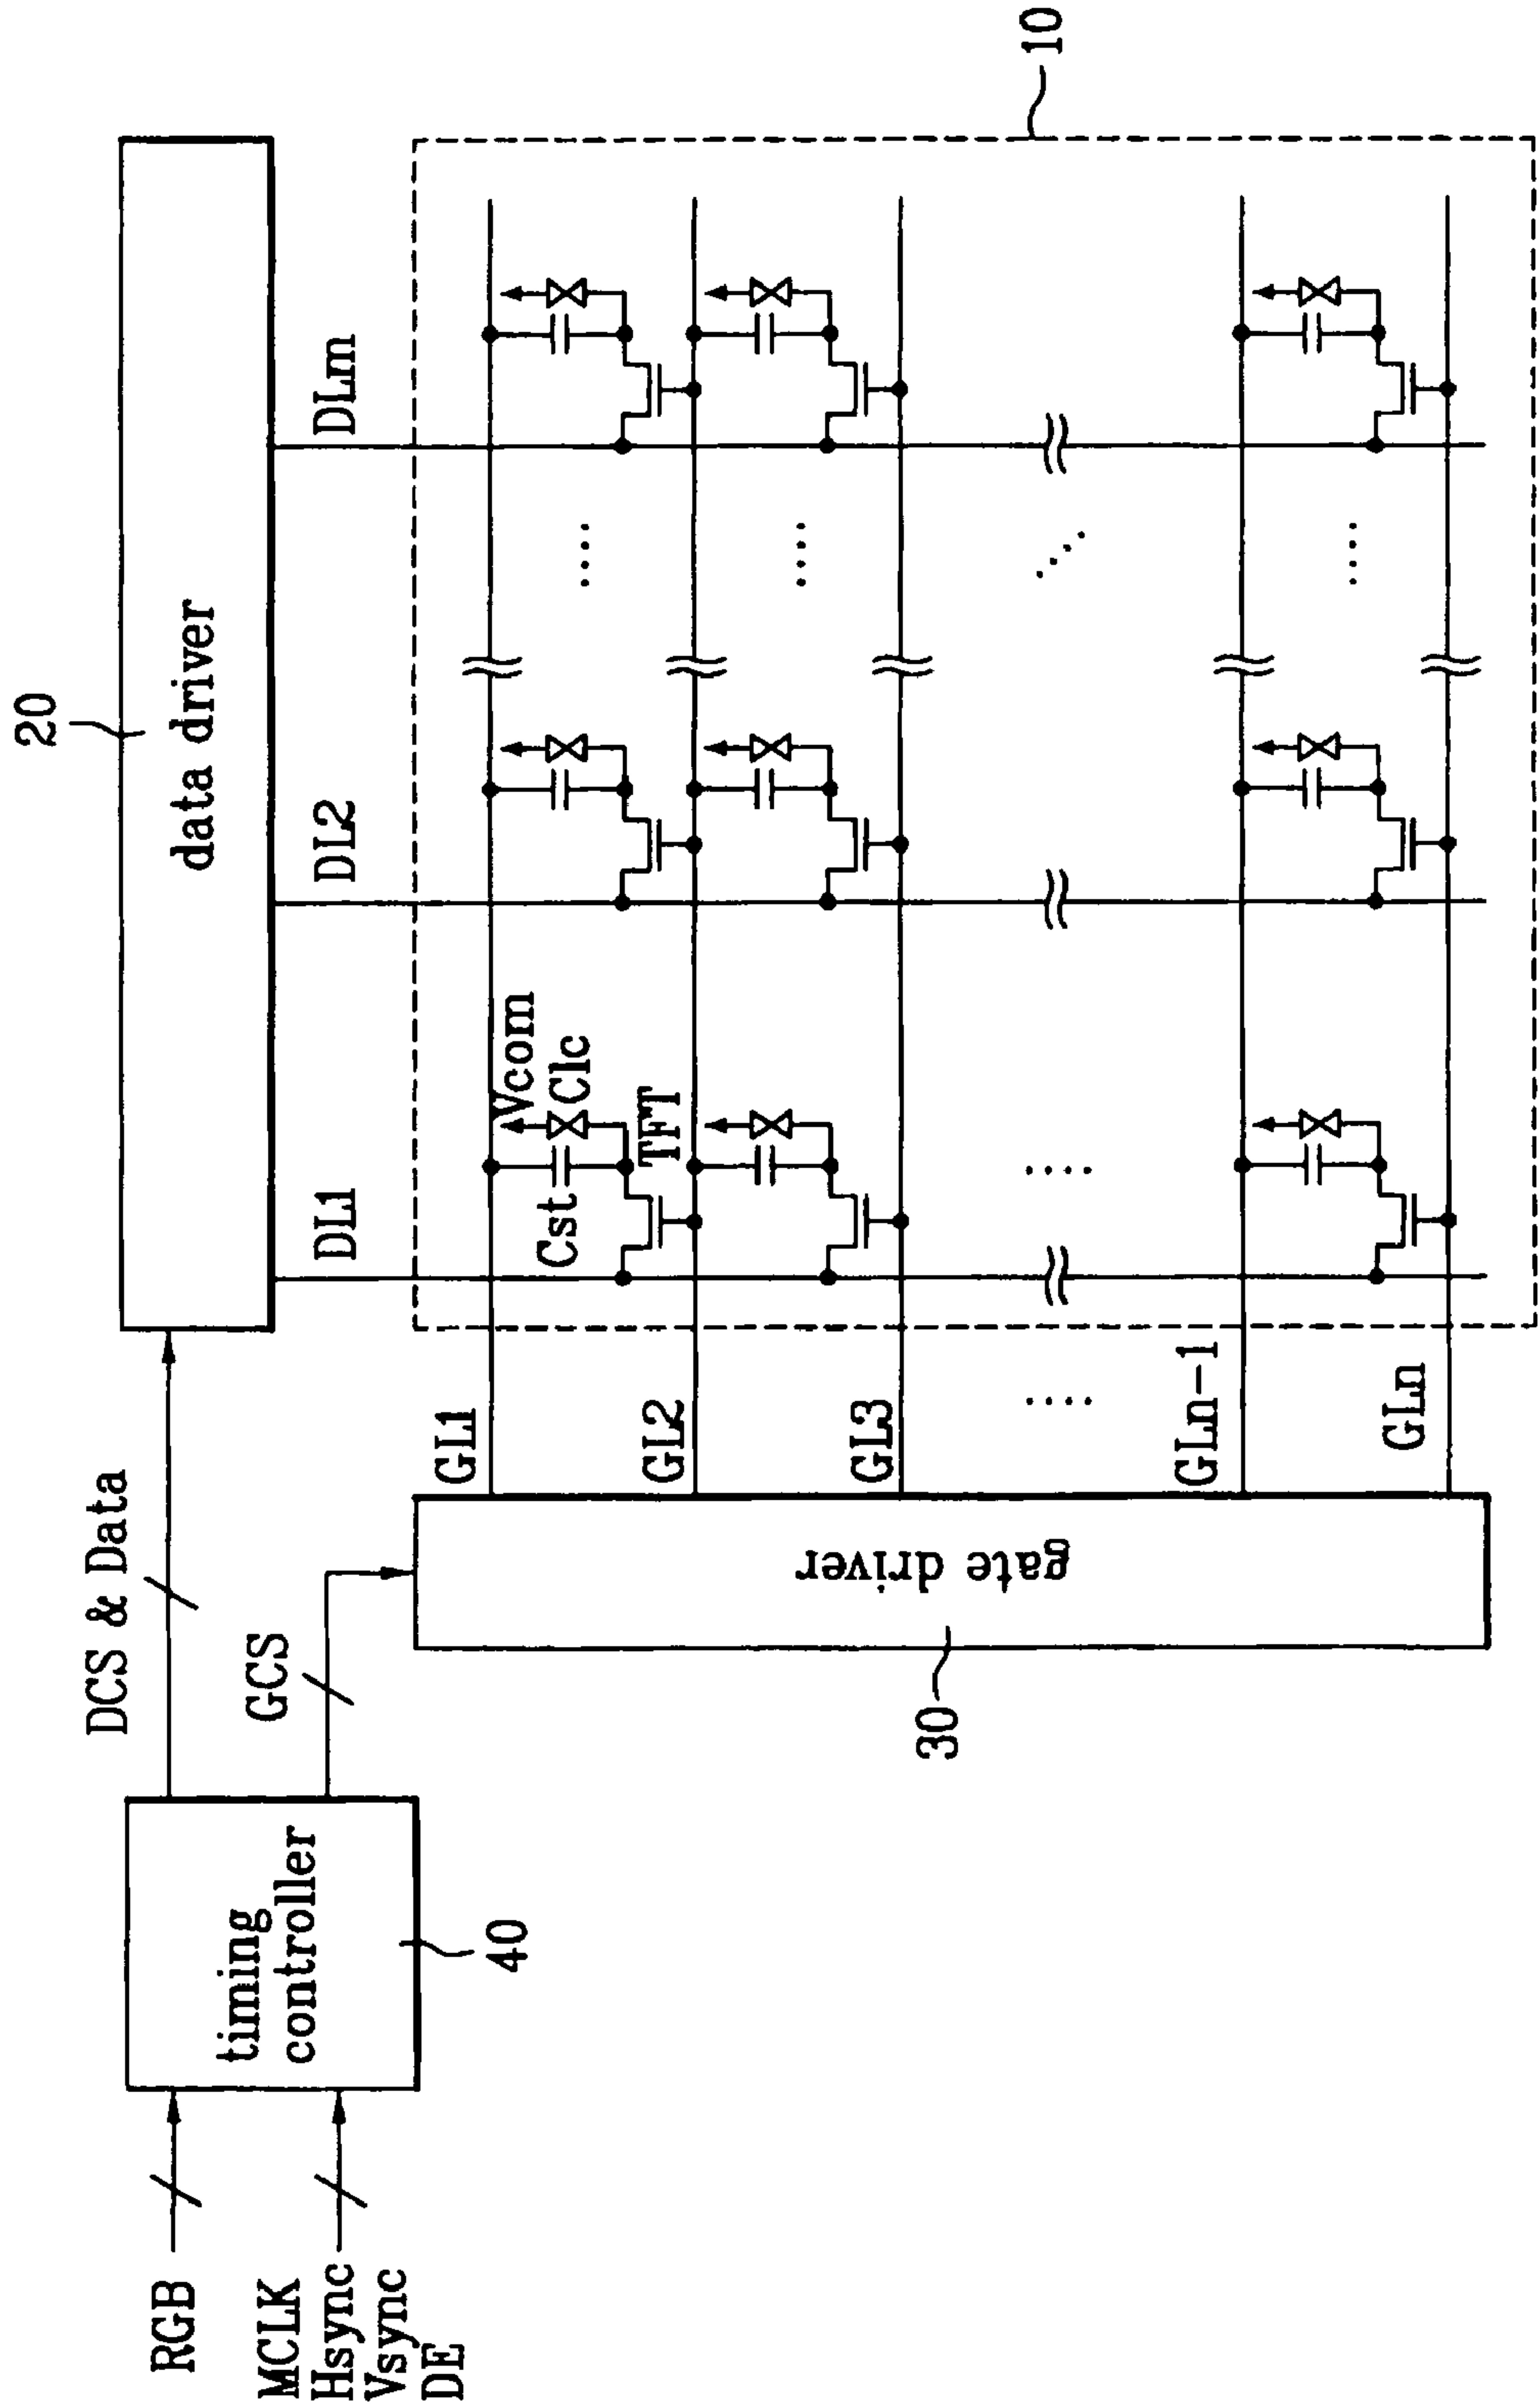 RGB
MCLK
Hsync
Vsync
DE
timing
controller
40
DCS & Data
GCS
20
data driver
30
gate driver
DL1
DL2
DLm
GL1
GL2
GL3
GLn-1
GLn
Vcom
Clc
Cst
TFT
10